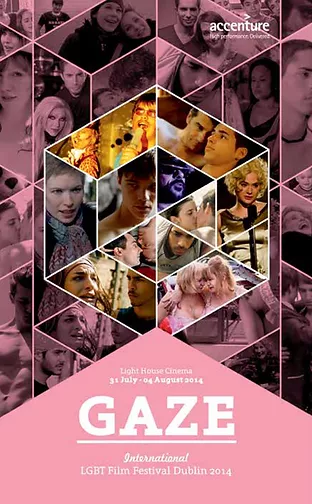 accenture
High performance. Delivered.
Light House Cinema
31 July - 04 August 2014
GAZE
International
LGBT Film Festival Dublin 2014